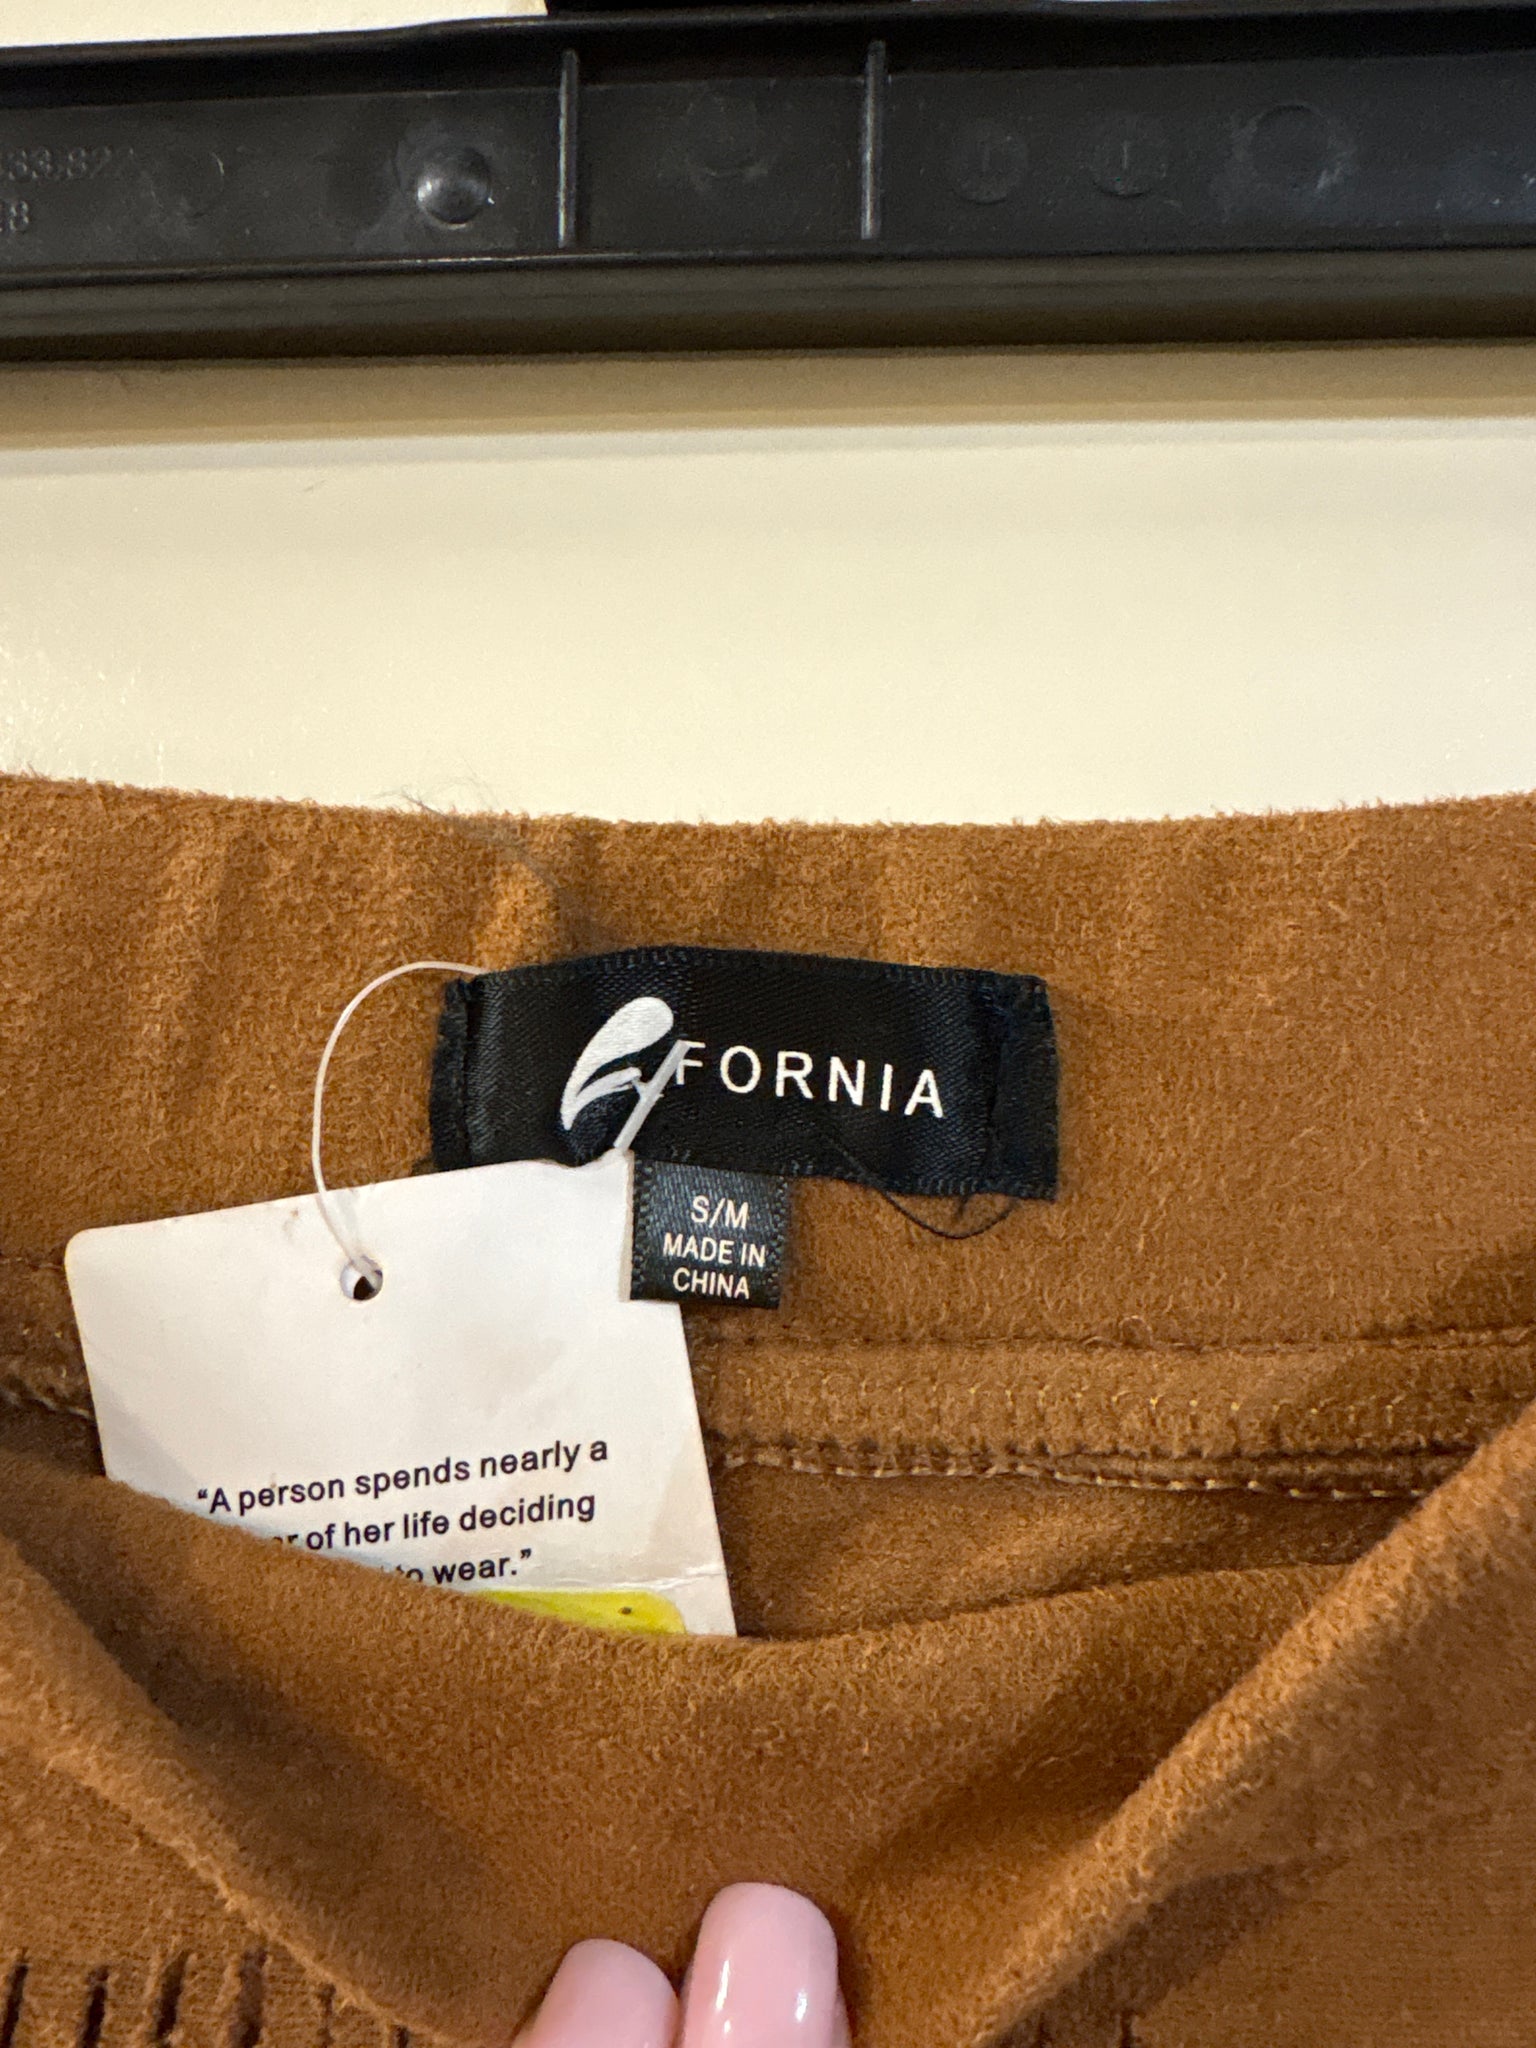 FORNIA
S/M
MADE IN
CHINA
“A person spends nearly a
of her life deciding
wear.”